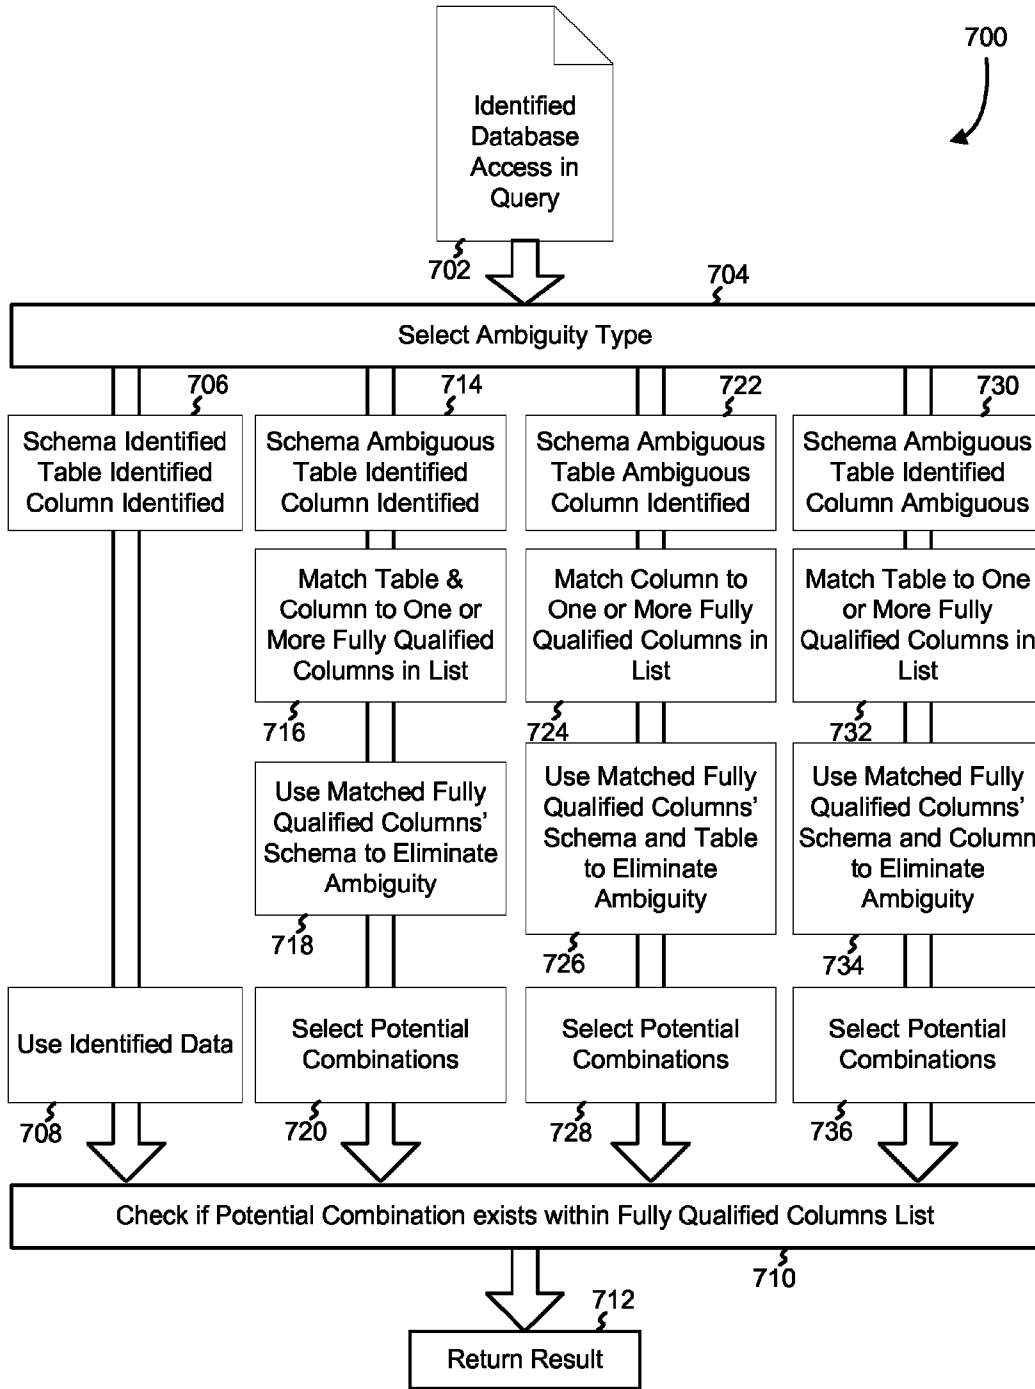 700
Identified
Database
Access in
Query
702
704
Select Ambiguity Type
706
Schema Identified
Table Identified
Column Identified
714
Schema Ambiguous
Table Identified
Column Identified
722
Schema Ambiguous
Table Ambiguous
Column Identified
730
Schema Ambiguous
Table Identified
Column Ambiguous
Match Table &
Column to One or
More Fully Qualified
Columns in List
716
Match Column to
One or More Fully
Qualified Columns in
List
724
Match Table to One
or More Fully
Qualified Columns in
List
732
Use Matched Fully
Qualified Columns’
Schema to Eliminate
Ambiguity
718
Use Matched Fully
Qualified Columns’
Schema and Table
to Eliminate
Ambiguity
726
Use Matched Fully
Qualified Columns’
Schema and Column
to Eliminate
Ambiguity
734
Use Identified Data
708
Select Potential
Combinations
720
Select Potential
Combinations
728
Select Potential
Combinations
736
Check if Potential Combination exists within Fully Qualified Columns List
710
712
Return Result